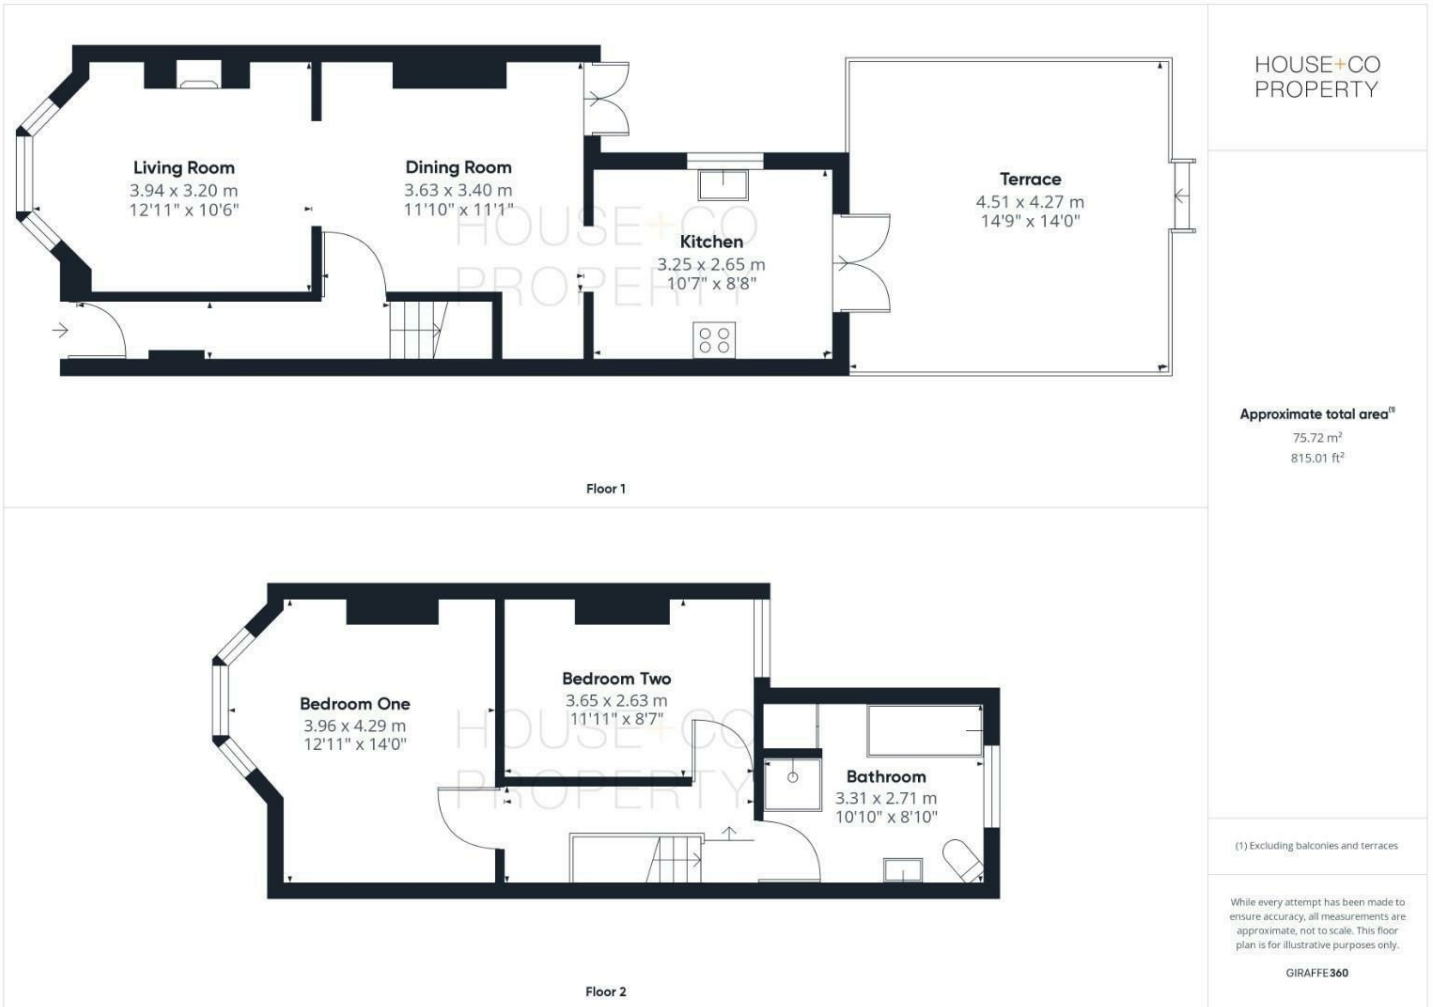 HOUSE+CO
PROPERTY
Living Room
3.94 x 3.20 m
12'11" x 10'6"
Dining Room
3.63 x 3.40 m
11'10" x 11'1"
Kitchen
3.25 x 2.65 m
10'7" x 8'8"
Terrace
4.51 x 4.27 m
14'9" x 14'0"
HOUSE+CO
PROPERTY
Floor 1
Approximate total area(1)
75.72 m²
815.01 ft²
Bedroom One
3.96 x 4.29 m
12'11" x 14'0"
Bedroom Two
3.65 x 2.63 m
11'11" x 8'7"
Bathroom
3.31 x 2.71 m
10'10" x 8'10"
HOUSE+CO
PROPERTY
Floor 2
(1) Excluding balconies and terraces
While every attempt has been made to
ensure accuracy, all measurements are
approximate, not to scale. This floor
plan is for illustrative purposes only.
GIRAFFE360